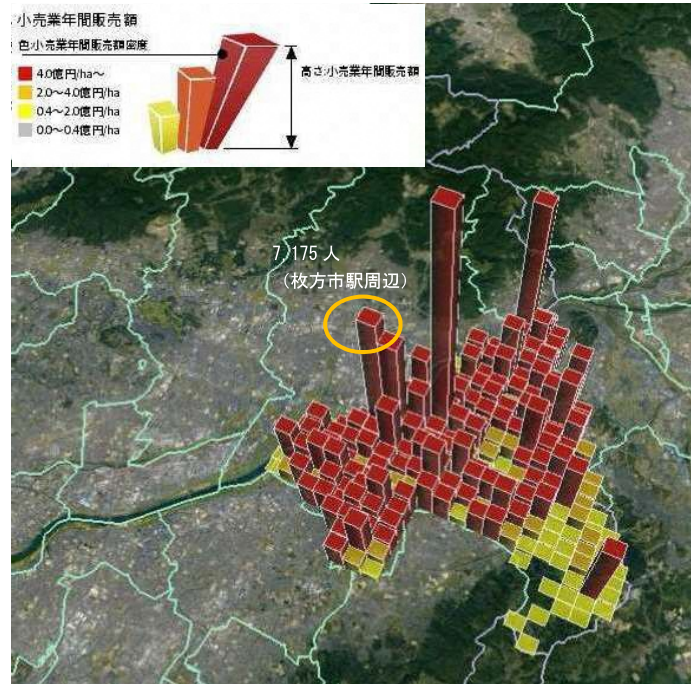 小売業年間販売額
色:小売業年間販売額密度
4.0億円/ha～
2.0～4.0億円/ha
0.4～2.0億円/ha
0.0～0.4億円/ha
高さ:小売業年間販売額
7,175 人
（枚方市駅周辺）